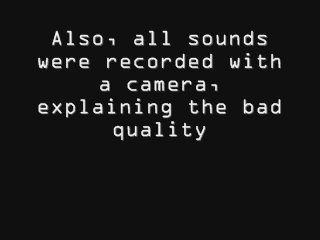 Also, all sounds
were recorded with
a camera,
explaining the bad
quality